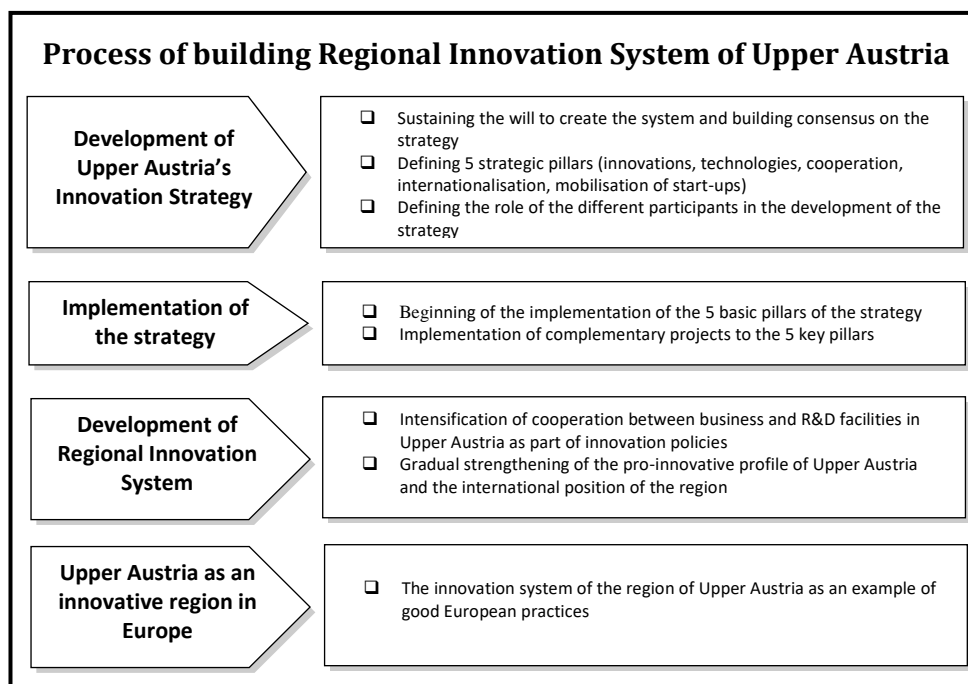 Process of building Regional Innovation System of Upper Austria
Development of
Upper Austria's
Innovation Strategy
❑ Sustaining the will to create the system and building consensus on the
strategy
❑ Defining 5 strategic pillars (innovations, technologies, cooperation,
internationalisation, mobilisation of start-ups)
❑ Defining the role of the different participants in the development of the
strategy
Implementation of
the strategy
❑ Beginning of the implementation of the 5 basic pillars of the strategy
❑ Implementation of complementary projects to the 5 key pillars
Development of
Regional Innovation
System
❑ Intensification of cooperation between business and R&D facilities in
Upper Austria as part of innovation policies
❑ Gradual strengthening of the pro-innovative profile of Upper Austria
and the international position of the region
Upper Austria as an
innovative region in
Europe
❑ The innovation system of the region of Upper Austria as an example of
good European practices